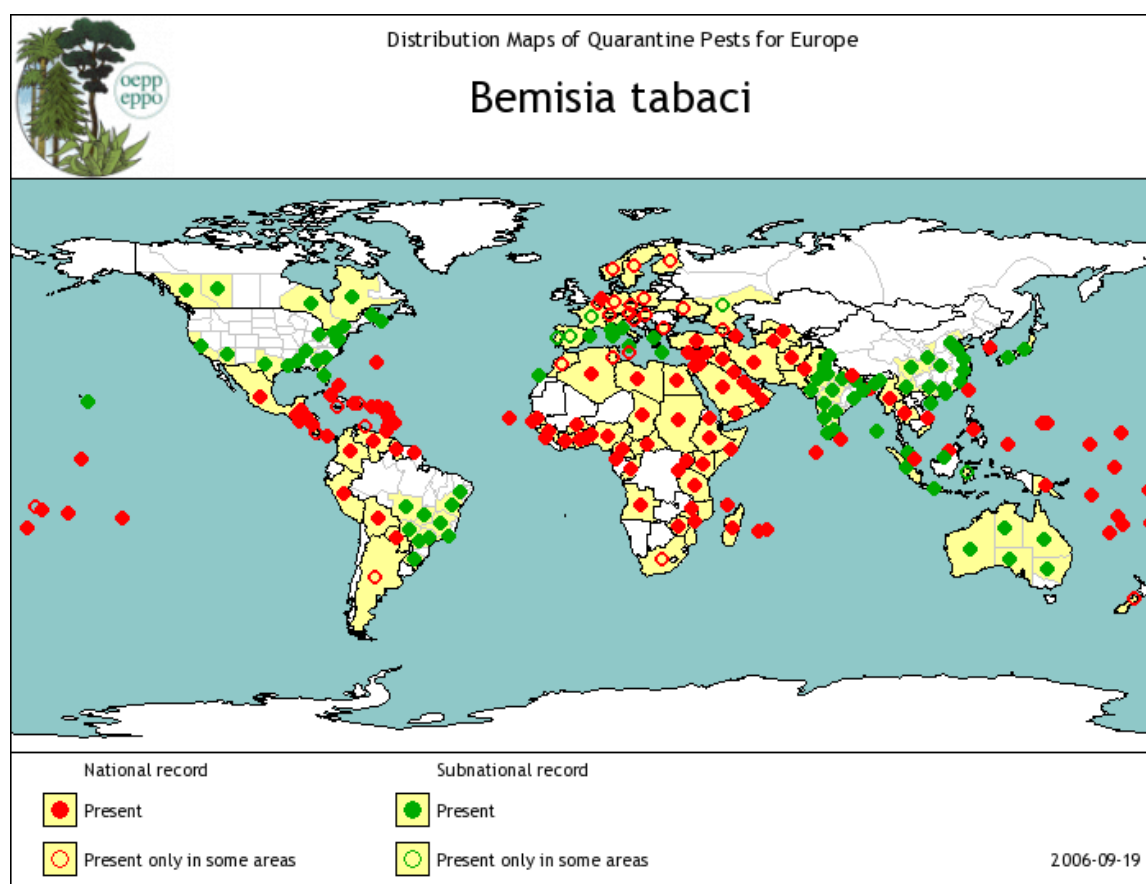 oepp
eppo
Distribution Maps of Quarantine Pests for Europe
Bemisia tabaci
National record
Subnational record
Present
Present
Present only in some areas
Present only in some areas
2006-09-19